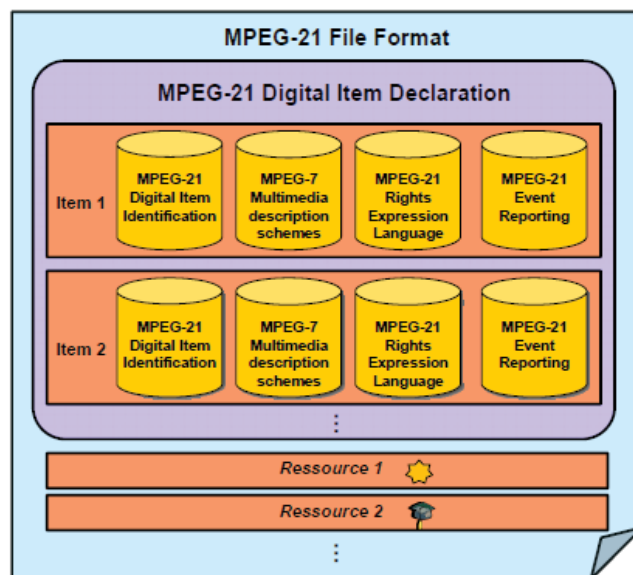 MPEG-21 File Format
MPEG-21 Digital Item Declaration
Item 1
MPEG-21
Digital Item
Identification
MPEG-7
Multimedia
description
schemes
MPEG-21
Rights
Expression
Language
MPEG-21
Event
Reporting
Item 2
MPEG-21
Digital Item
Identification
MPEG-7
Multimedia
description
schemes
MPEG-21
Rights
Expression
Language
MPEG-21
Event
Reporting
⋮
Ressource 1
Ressource 2
⋮